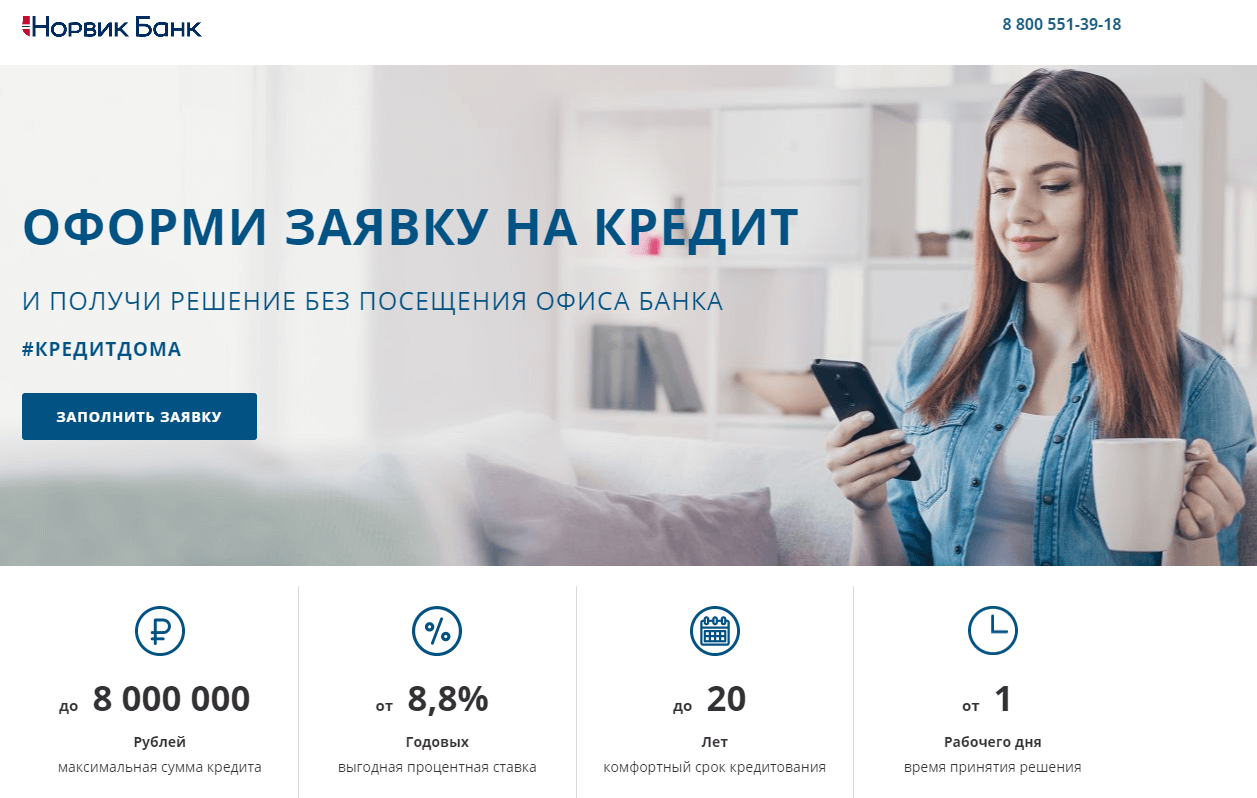 Норвик Банк
8 800 551-39-18
ОФОРМИ ЗАЯВКУ НА КРЕДИТ
И ПОЛУЧИ РЕШЕНИЕ БЕЗ ПОСЕЩЕНИЯ ОФИСА БАНКА
#КРЕДИТДОМА
ЗАПОЛНИТЬ ЗАЯВКУ
до 8 000 000
Рублей
максимальная сумма кредита
от 8,8%
Годовых
выгодная процентная ставка
до 20
Лет
комфортный срок кредитования
от 1
Рабочего дня
время принятия решения